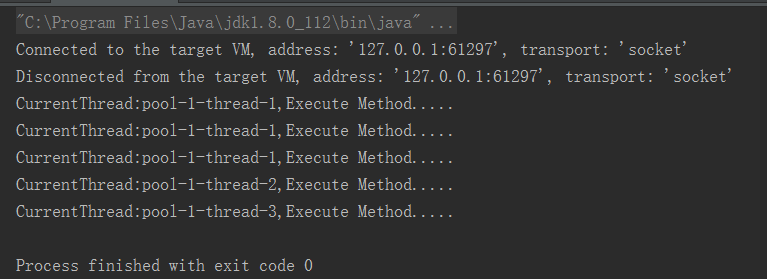 "C:\Program Files\Java\jdk1.8.0_112\bin\java" ...
Connected to the target VM, address: '127.0.0.1:61297', transport: 'socket'
Disconnected from the target VM, address: '127.0.0.1:61297', transport: 'socket'
CurrentThread:pool-1-thread-1,Execute Method.....
CurrentThread:pool-1-thread-1,Execute Method.....
CurrentThread:pool-1-thread-1,Execute Method.....
CurrentThread:pool-1-thread-2,Execute Method.....
CurrentThread:pool-1-thread-3,Execute Method.....
Process finished with exit code 0